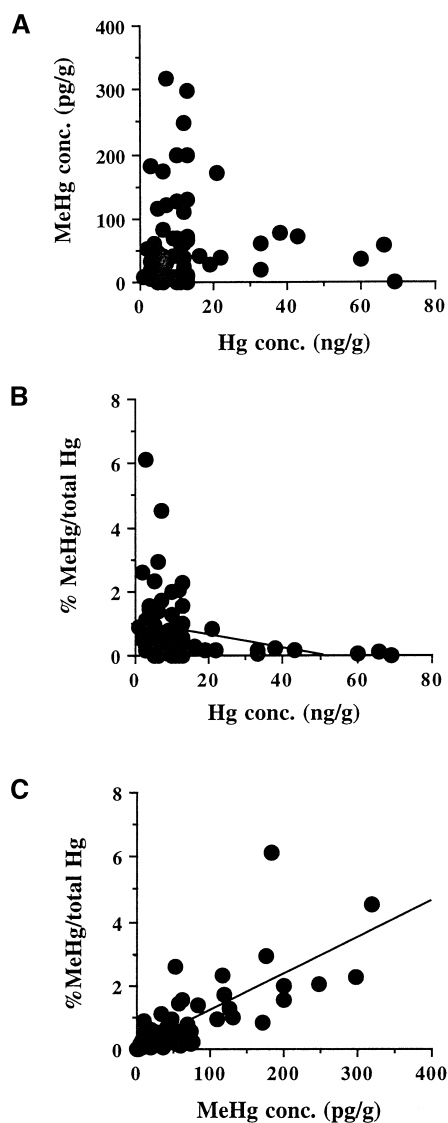 A
400
300
200
100
0
MeHg conc. (pg/g)
0 20 40 60 80
Hg conc. (ng/g)
B
8
6
4
2
0
% MeHg/total Hg
0 20 40 60 80
Hg conc. (ng/g)
C
8
6
4
2
0
%MeHg/total Hg
0 100 200 300 400
MeHg conc. (pg/g)